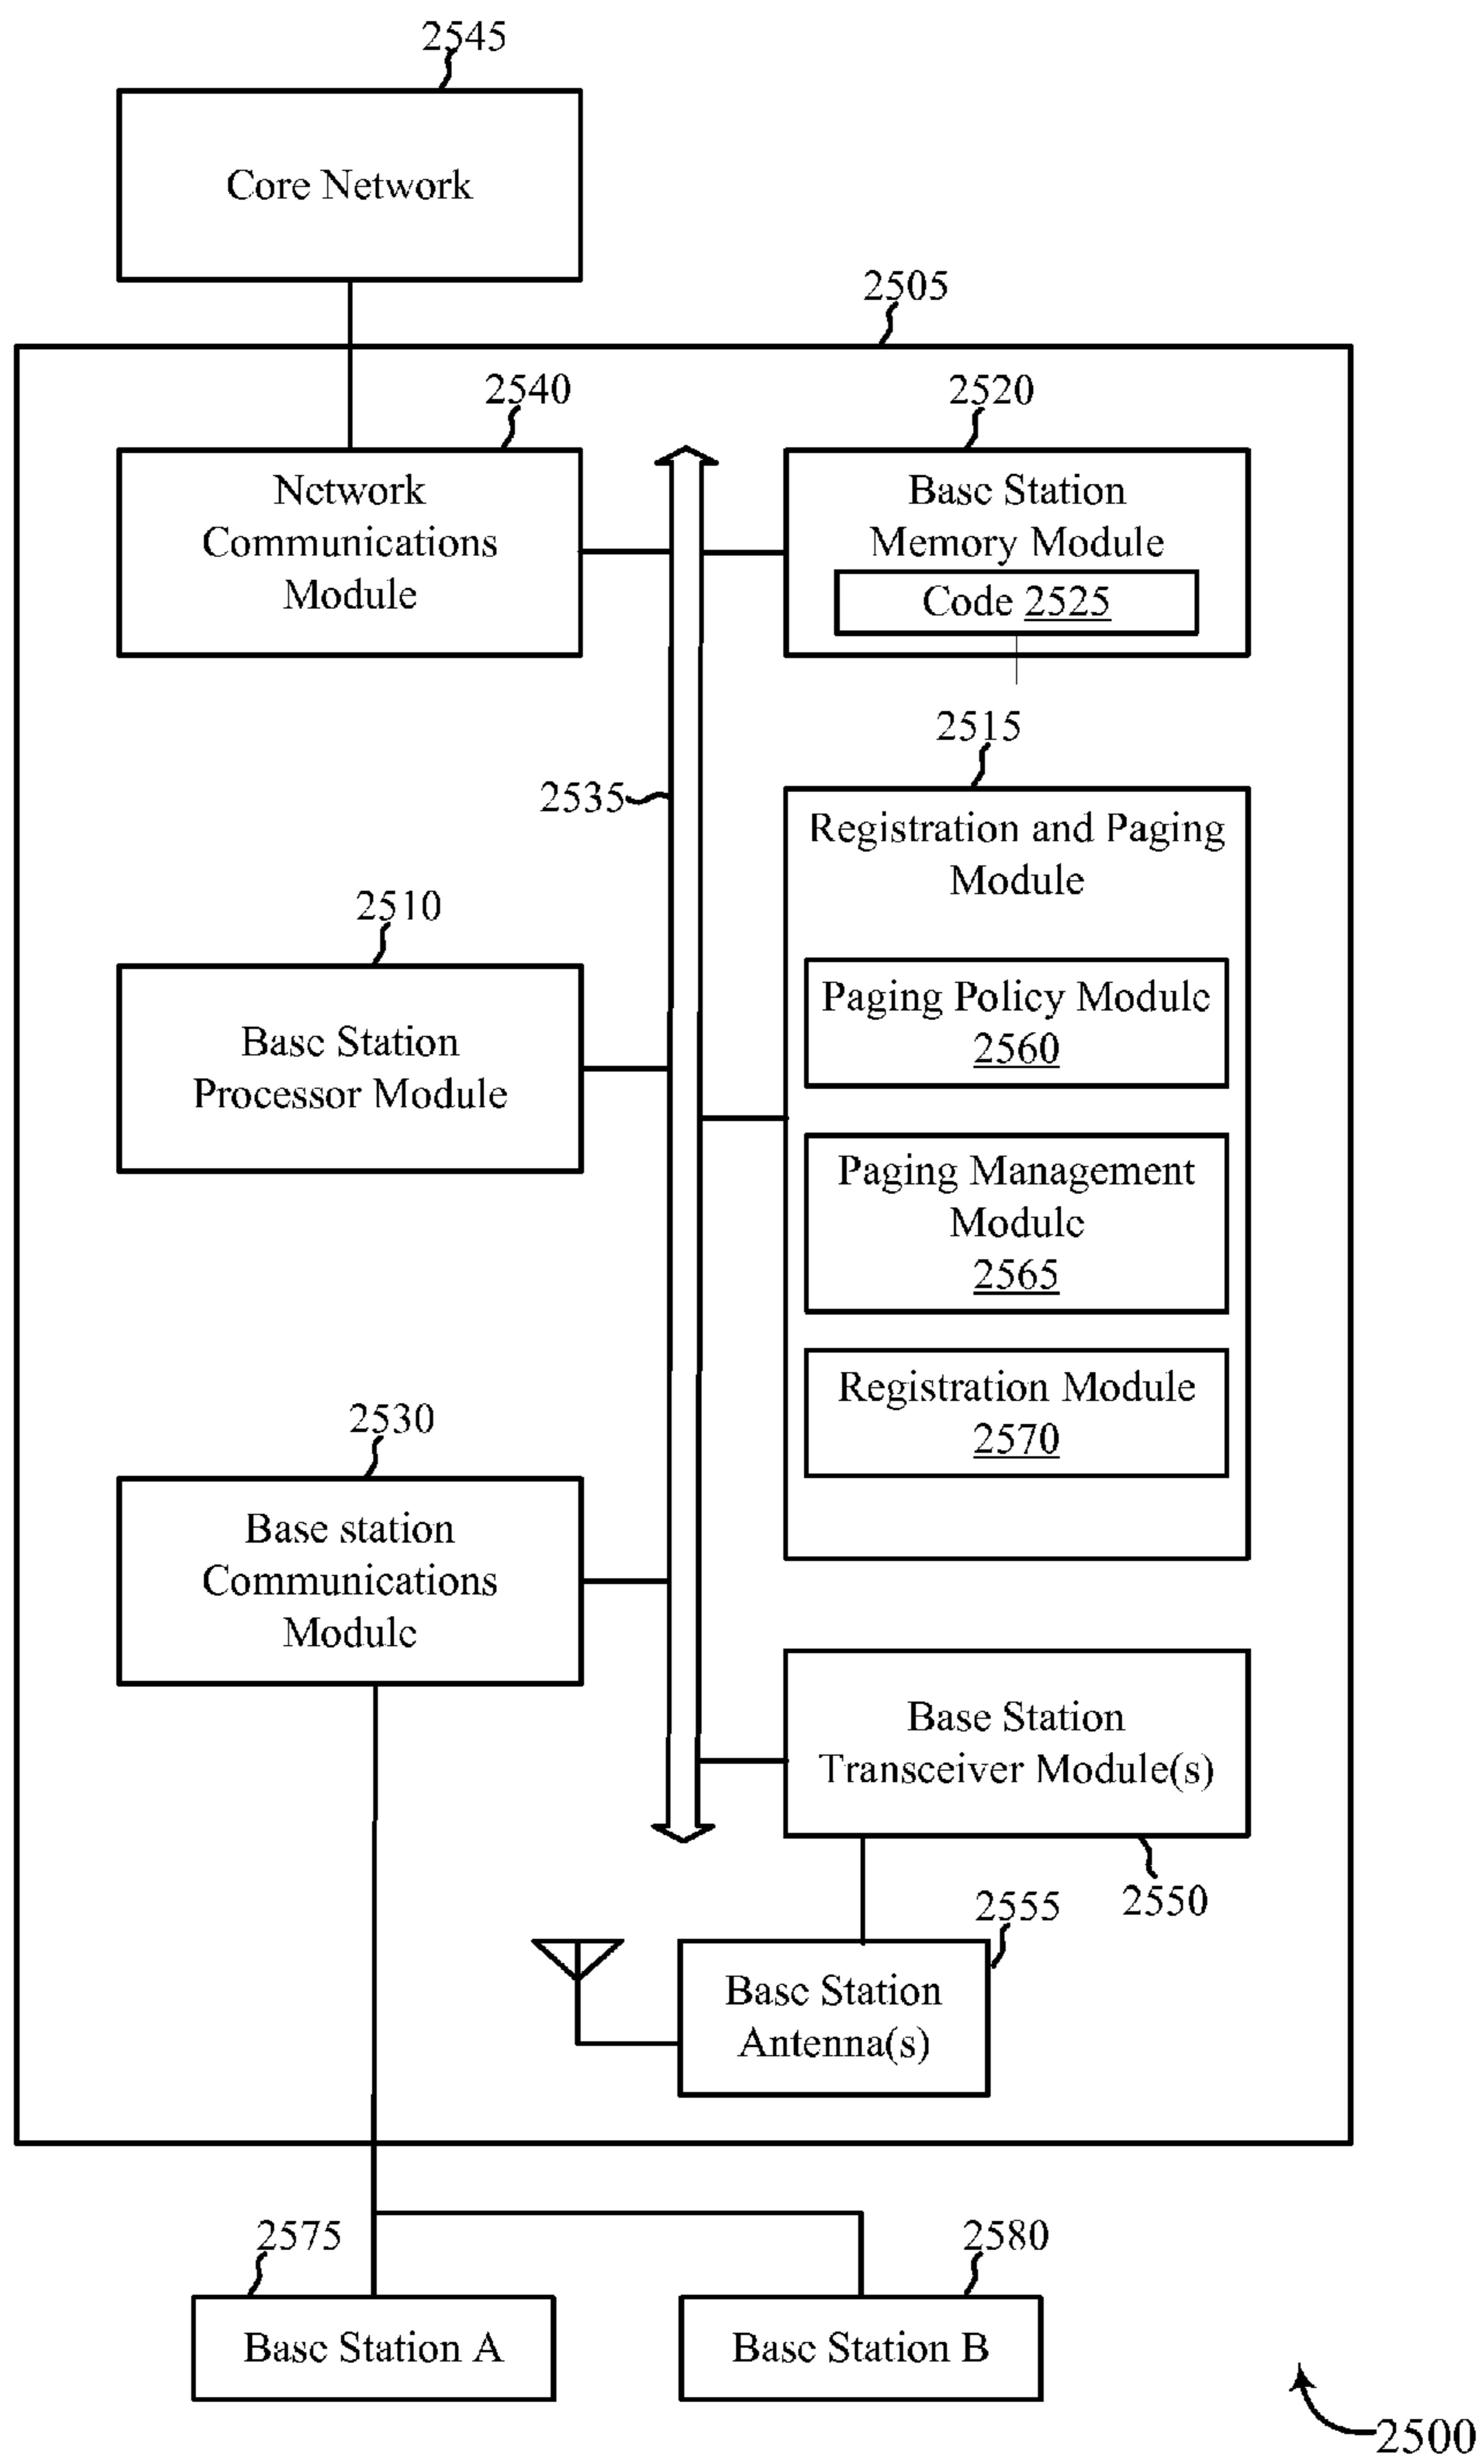 2545
Core Network
2505
2540
Network
Communications
Module
2520
Base Station
Memory Module
Code 2525
2515
2535
Registration and Paging
Module
2510
Base Station
Processor Module
Paging Policy Module
2560
Paging Management
Module
2565
Registration Module
2570
2530
Base station
Communications
Module
Base Station
Transceiver Module(s)
2550
2555
Base Station
Antenna(s)
2575
Base Station A
2580
Base Station B
2500